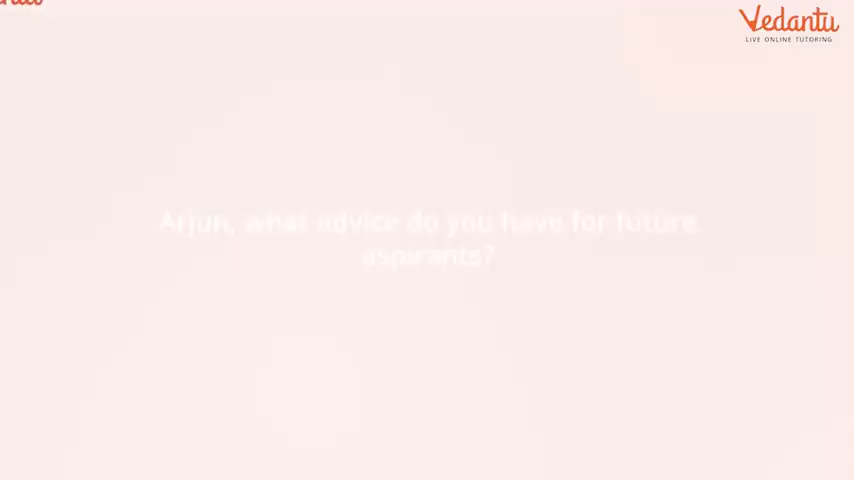 Vedantu
LIVE ONLINE TUTORING
Arjun, what advice do you have for future
aspirants?